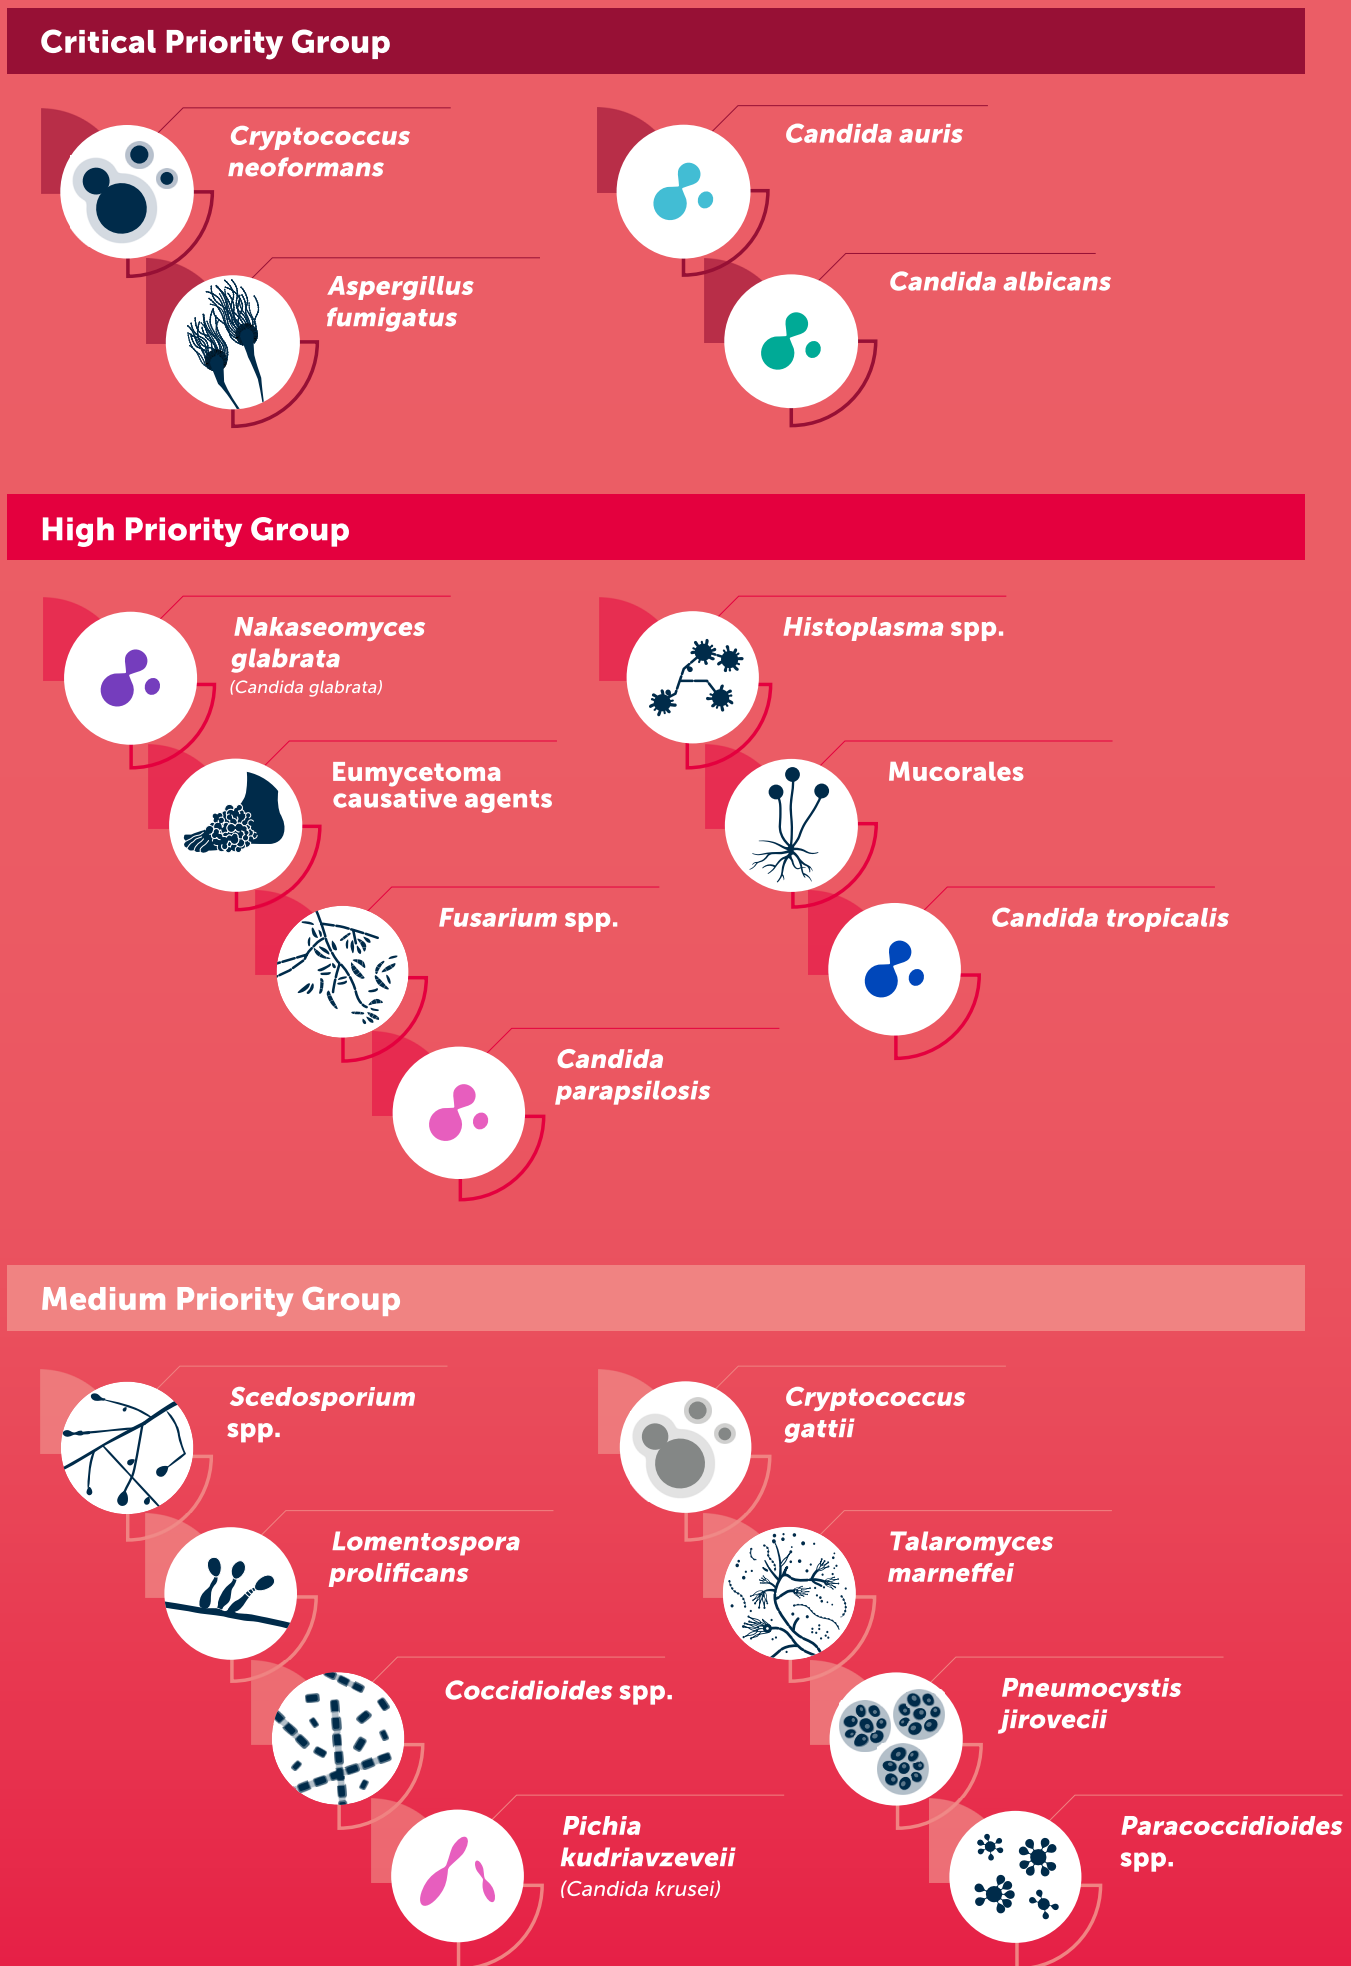 Critical Priority Group
Cryptococcus
neoformans
Aspergillus
fumigatus
Candida auris
Candida albicans
High Priority Group
Nakaseomyces
glabrata
(Candida glabrata)
Eumycetoma
causative agents
Fusarium spp.
Candida
parapsilosis
Histoplasma spp.
Mucorales
Candida tropicalis
Medium Priority Group
Scedosporium
spp.
Lomentospora
prolificans
Coccidioides spp.
Pichia
kudriavzeveii
(Candida krusei)
Cryptococcus
gattii
Talaromyces
marneffei
Pneumocystis
jirovecii
Paracoccidioides
spp.